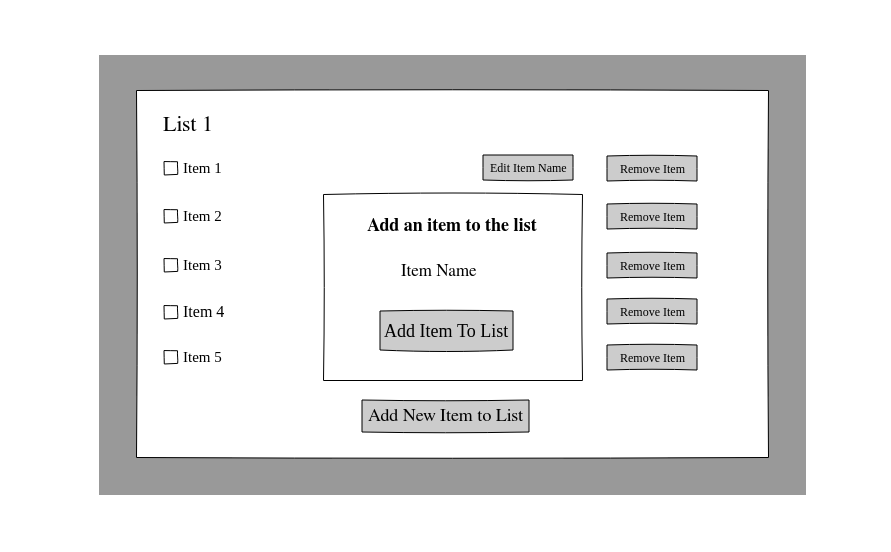 List 1
Item 1
Edit Item Name
Remove Item
Item 2
Remove Item
Add an item to the list
Item 3
Item Name
Remove Item
Item 4
Remove Item
Add Item To List
Item 5
Remove Item
Add New Item to List